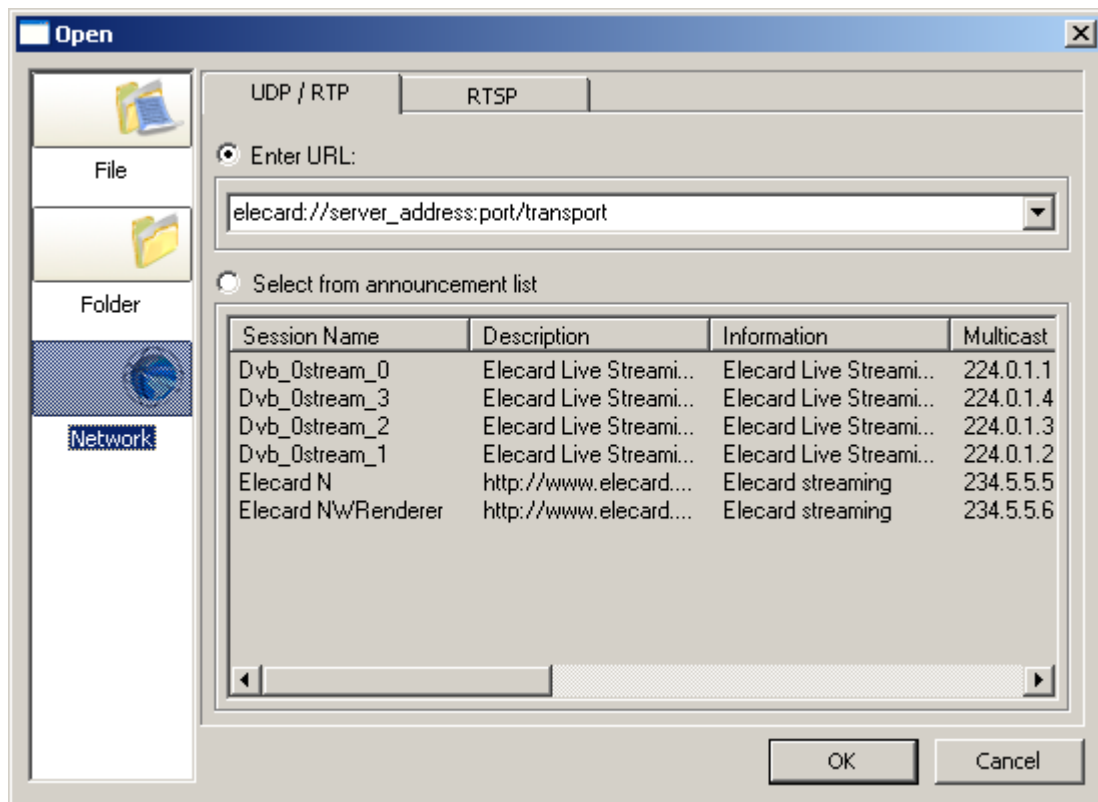 Open
File
Folder
Network
UDP / RTP RTSP
Enter URL:
elecard://server_address:port/transport
Select from announcement list
Session Name Description Information Multicast
Dvb_0stream_0 Elecard Live Streami... Elecard Live Streami... 224.0.1.1
Dvb_0stream_3 Elecard Live Streami... Elecard Live Streami... 224.0.1.4
Dvb_0stream_2 Elecard Live Streami... Elecard Live Streami... 224.0.1.3
Dvb_0stream_1 Elecard Live Streami... Elecard Live Streami... 224.0.1.2
Elecard N http://www.elecard.... Elecard streaming 234.5.5.5
Elecard NWRenderer http://www.elecard.... Elecard streaming 234.5.5.6
OK Cancel